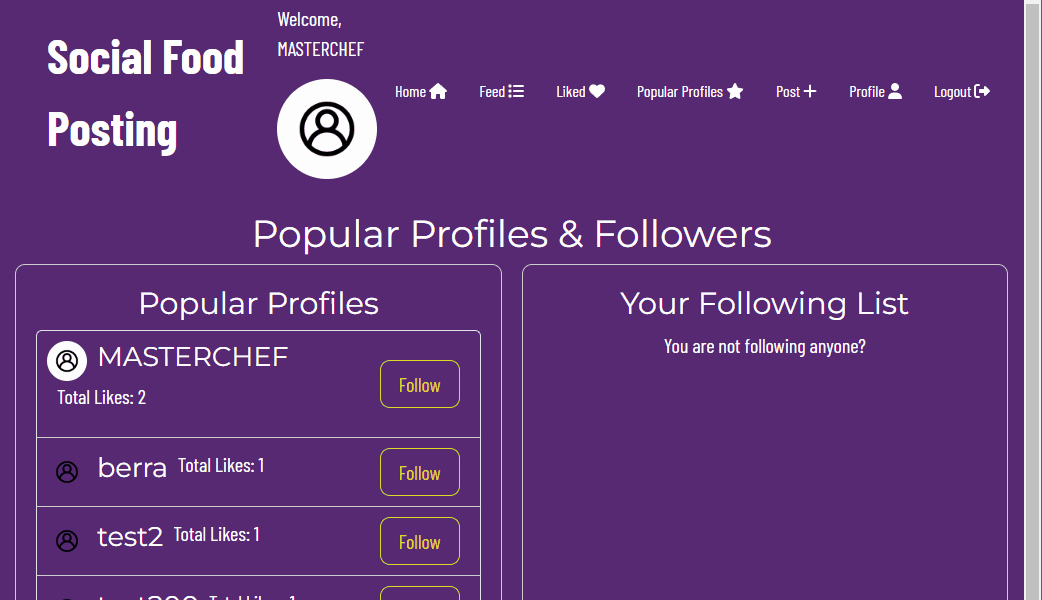 Social Food
Posting
Welcome,
MASTERCHEF
Home
Feed
Liked
Popular Profiles
Post
Profile
Logout
Popular Profiles & Followers
Popular Profiles
MASTERCHEF
Total Likes: 2
Follow
berra Total Likes: 1
Follow
test2 Total Likes: 1
Follow
Your Following List
You are not following anyone?